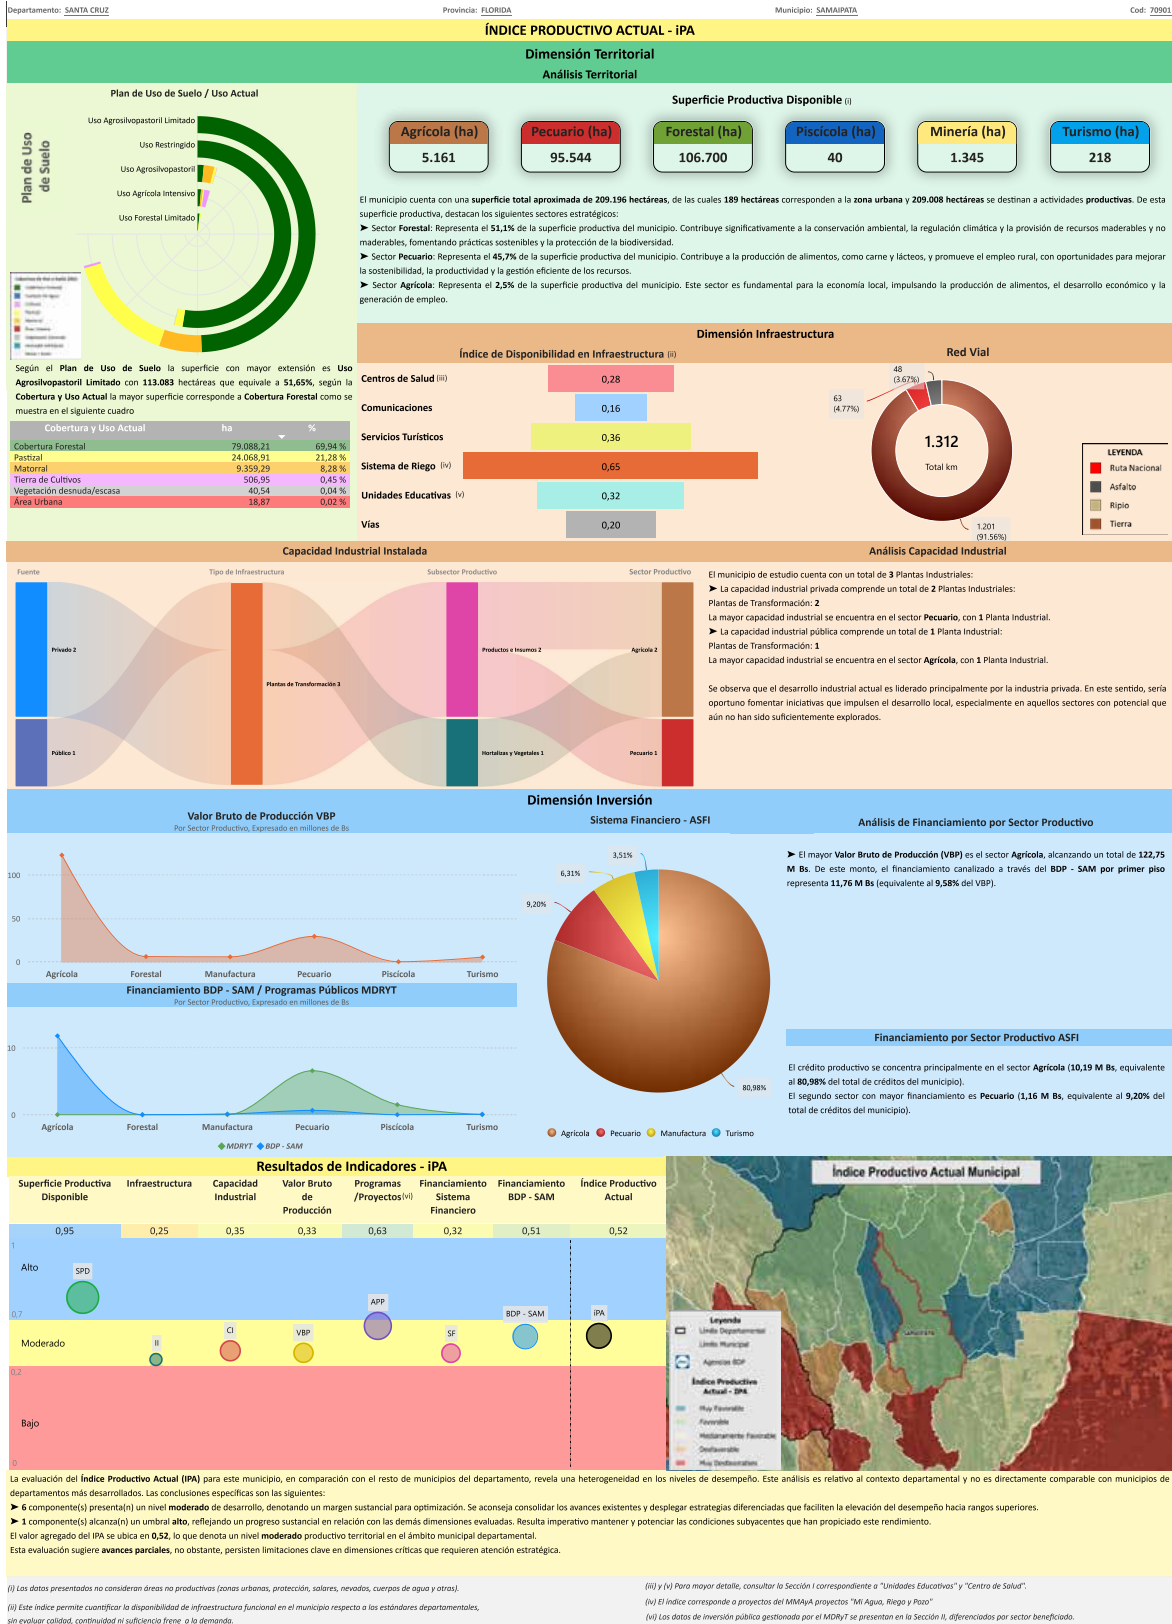 Departamento: SANTA CRUZ Provincia: FLORIDA Municipio: SAMAIPATA Cod: 70901
ÍNDICE PRODUCTIVO ACTUAL - iPA
Dimensión Territorial
Análisis Territorial
Plan de Uso de Suelo / Uso Actual
Plan de Uso
de Suelo
Uso Agrosilvopastoril Limitado
Uso Restringido
Uso Agrosilvopastoril
Uso Agrícola Intensivo
Uso Forestal Limitado
Según el Plan de Uso de Suelo la superficie con mayor extensión es Uso
Agrosilvopastoril Limitado con 113.083 hectáreas que equivale a 51,65%, según la
Cobertura y Uso Actual la mayor superficie corresponde a Cobertura Forestal como se
muestra en el siguiente cuadro
Cobertura y Uso Actual ha %
Cobertura Forestal 79.088,21 69,94 %
Pastizal 24.068,91 21,28 %
Matorral 9.359,29 8,28 %
Tierra de Cultivos 506,95 0,45 %
Vegetación desnuda/escasa 40,54 0,04 %
Área Urbana 18,87 0,02 %
Superficie Productiva Disponible (i)
Agrícola (ha) Pecuario (ha) Forestal (ha) Piscícola (ha) Minería (ha) Turismo (ha)
5.161 95.544 106.700 40 1.345 218
El municipio cuenta con una superficie total aproximada de 209.196 hectáreas, de las cuales 189 hectáreas corresponden a la zona urbana y 209.008 hectáreas se destinan a actividades productivas. De esta
superficie productiva, destacan los siguientes sectores estratégicos:
➤ Sector Forestal: Representa el 51,1% de la superficie productiva del municipio. Contribuye significativamente a la conservación ambiental, la regulación climática y la provisión de recursos maderables y no
maderables, fomentando prácticas sostenibles y la protección de la biodiversidad.
➤ Sector Pecuario: Representa el 45,7% de la superficie productiva del municipio. Contribuye a la producción de alimentos, como carne y lácteos, y promueve el empleo rural, con oportunidades para mejorar
la sostenibilidad, la productividad y la gestión eficiente de los recursos.
➤ Sector Agrícola: Representa el 2,5% de la superficie productiva del municipio. Este sector es fundamental para la economía local, impulsando la producción de alimentos, el desarrollo económico y la
generación de empleo.
Dimensión Infraestructura
Índice de Disponibilidad en Infraestructura (ii)
Centros de Salud (iii) 0,28
Comunicaciones 0,16
Servicios Turísticos 0,36
Sistema de Riego (iv) 0,65
Unidades Educativas (v) 0,32
Vías 0,20
Red Vial
48
(3.67%)
63
(4.77%)
1.312
Total km
1.201
(91.56%)
LEYENDA
Ruta Nacional
Asfalto
Ripio
Tierra
Capacidad Industrial Instalada
Fuente Tipo de Infraestructura Subsector Productivo Sector Productivo
Privado 2
Público 1
Plantas de Transformación 3
Productos e Insumos 2
Hortalizas y Vegetales 1
Agrícola 2
Pecuario 1
Análisis Capacidad Industrial
El municipio de estudio cuenta con un total de 3 Plantas Industriales:
➤ La capacidad industrial privada comprende un total de 2 Plantas Industriales:
Plantas de Transformación: 2
La mayor capacidad industrial se encuentra en el sector Pecuario, con 1 Planta Industrial.
➤ La capacidad industrial pública comprende un total de 1 Planta Industrial:
Plantas de Transformación: 1
La mayor capacidad industrial se encuentra en el sector Agrícola, con 1 Planta Industrial.
Se observa que el desarrollo industrial actual es liderado principalmente por la industria privada. En este sentido, sería
oportuno fomentar iniciativas que impulsen el desarrollo local, especialmente en aquellos sectores con potencial que
aún no han sido suficientemente explorados.
Dimensión Inversión
Valor Bruto de Producción VBP
Por Sector Productivo, Expresado en millones de Bs
100
50
0
Agrícola Forestal Manufactura Pecuario Piscícola Turismo
Financiamiento BDP - SAM / Programas Públicos MDRYT
Por Sector Productivo, Expresado en millones de Bs
10
0
Agrícola Forestal Manufactura Pecuario Piscícola Turismo
MDRYT BDP - SAM
Sistema Financiero - ASFI
3,51%
6,31%
9,20%
80,98%
Agrícola Pecuario Manufactura Turismo
Análisis de Financiamiento por Sector Productivo
➤ El mayor Valor Bruto de Producción (VBP) es el sector Agrícola, alcanzando un total de 122,75
M Bs. De este monto, el financiamiento canalizado a través del BDP - SAM por primer piso
representa 11,76 M Bs (equivalente al 9,58% del VBP).
Financiamiento por Sector Productivo ASFI
El crédito productivo se concentra principalmente en el sector Agrícola (10,19 M Bs, equivalente
al 80,98% del total de créditos del municipio).
El segundo sector con mayor financiamiento es Pecuario (1,16 M Bs, equivalente al 9,20% del
total de créditos del municipio).
Resultados de Indicadores - iPA
Superficie Productiva Disponible Infraestructura Capacidad Industrial Valor Bruto de Producción Programas /Proyectos(vi) Financiamiento Sistema Financiero Financiamiento BDP - SAM Índice Productivo Actual
0,95 0,25 0,35 0,33 0,63 0,32 0,51 0,52
1
Alto
SPD
0,7
APP
BDP - SAM
iPA
Moderado
II
CI
VBP
SF
0,2
Bajo
0
Índice Productivo Actual Municipal
SAMAIPATA
Leyenda
Límite Departamental
Límite Municipal
Agencias BDP
Índice Productivo
Actual - IPA
Muy Favorable
Favorable
Medianamente Favorable
Desfavorable
Muy Desfavorable
La evaluación del Índice Productivo Actual (IPA) para este municipio, en comparación con el resto de municipios del departamento, revela una heterogeneidad en los niveles de desempeño. Este análisis es relativo al contexto departamental y no es directamente comparable con municipios de
departamentos más desarrollados. Las conclusiones específicas son las siguientes:
➤ 6 componente(s) presenta(n) un nivel moderado de desarrollo, denotando un margen sustancial para optimización. Se aconseja consolidar los avances existentes y desplegar estrategias diferenciadas que faciliten la elevación del desempeño hacia rangos superiores.
➤ 1 componente(s) alcanza(n) un umbral alto, reflejando un progreso sustancial en relación con las demás dimensiones evaluadas. Resulta imperativo mantener y potenciar las condiciones subyacentes que han propiciado este rendimiento.
El valor agregado del IPA se ubica en 0,52, lo que denota un nivel moderado productivo territorial en el ámbito municipal departamental.
Esta evaluación sugiere avances parciales, no obstante, persisten limitaciones clave en dimensiones críticas que requieren atención estratégica.
(i) Los datos presentados no consideran áreas no productivas (zonas urbanas, protección, salares, nevados, cuerpos de agua y otras).
(ii) Este índice permite cuantificar la disponibilidad de infraestructura funcional en el municipio respecto a los estándares departamentales,
sin evaluar calidad, continuidad ni suficiencia frene a la demanda.
(iii) y (v) Para mayor detalle, consultar la Sección I correspondiente a "Unidades Educativas" y "Centro de Salud".
(iv) El índice corresponde a proyectos del MMAyA proyectos "Mi Agua, Riego y Pozo"
(vi) Los datos de inversión pública gestionada por el MDRyT se presentan en la Sección II, diferenciados por sector beneficiado.